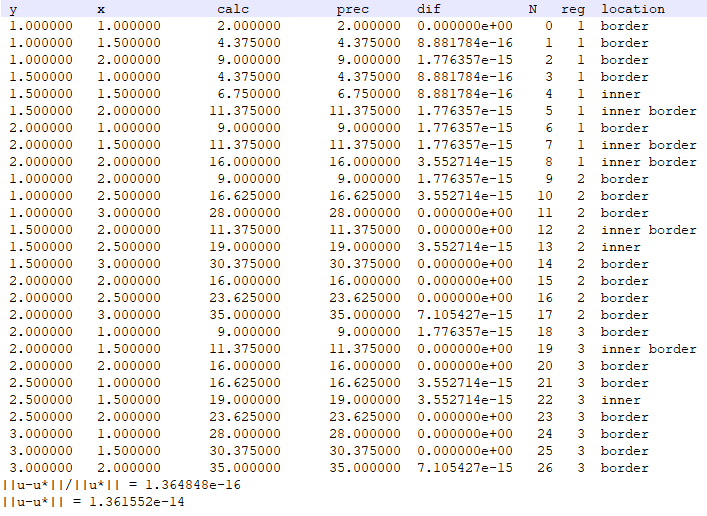 y x calc prec dif N reg location
1.000000 1.000000 2.000000 2.000000 0.000000e+00 0 1 border
1.000000 1.500000 4.375000 4.375000 8.881784e-16 1 1 border
1.000000 2.000000 9.000000 9.000000 1.776357e-15 2 1 border
1.500000 1.000000 4.375000 4.375000 8.881784e-16 3 1 border
1.500000 1.500000 6.750000 6.750000 8.881784e-16 4 1 inner
1.500000 2.000000 11.375000 11.375000 1.776357e-15 5 1 inner border
2.000000 1.000000 9.000000 9.000000 1.776357e-15 6 1 border
2.000000 1.500000 11.375000 11.375000 1.776357e-15 7 1 inner border
2.000000 2.000000 16.000000 16.000000 3.552714e-15 8 1 inner border
1.000000 2.000000 9.000000 9.000000 1.776357e-15 9 2 border
1.000000 2.500000 16.625000 16.625000 3.552714e-15 10 2 border
1.000000 3.000000 28.000000 28.000000 0.000000e+00 11 2 border
1.500000 2.000000 11.375000 11.375000 0.000000e+00 12 2 inner border
1.500000 2.500000 19.000000 19.000000 3.552714e-15 13 2 inner
1.500000 3.000000 30.375000 30.375000 0.000000e+00 14 2 border
2.000000 2.000000 16.000000 16.000000 0.000000e+00 15 2 border
2.000000 2.500000 23.625000 23.625000 0.000000e+00 16 2 border
2.000000 3.000000 35.000000 35.000000 7.105427e-15 17 2 border
2.000000 1.000000 9.000000 9.000000 1.776357e-15 18 3 border
2.000000 1.500000 11.375000 11.375000 0.000000e+00 19 3 inner border
2.000000 2.000000 16.000000 16.000000 0.000000e+00 20 3 border
2.500000 1.000000 16.625000 16.625000 3.552714e-15 21 3 border
2.500000 1.500000 19.000000 19.000000 3.552714e-15 22 3 inner
2.500000 2.000000 23.625000 23.625000 0.000000e+00 23 3 border
3.000000 1.000000 28.000000 28.000000 0.000000e+00 24 3 border
3.000000 1.500000 30.375000 30.375000 0.000000e+00 25 3 border
3.000000 2.000000 35.000000 35.000000 7.105427e-15 26 3 border
||u-u*||/||u*|| = 1.364848e-16
||u-u*|| = 1.361552e-14